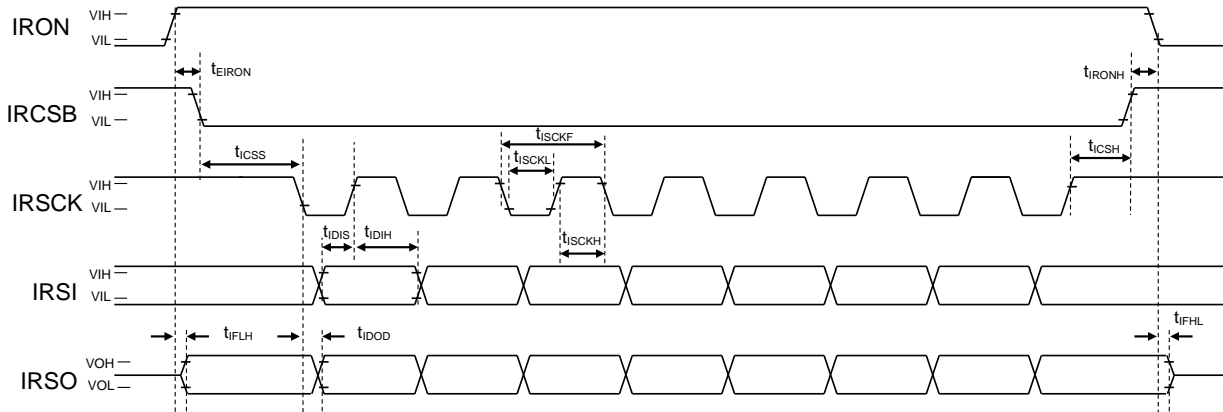 IRON
VIH
VIL
tEIRON
tIRONH
IRCSB
VIH
VIL
tICSS
tISCKF
tISCKL
tICSH
IRSCK
VIH
VIL
tIDIS
tIDIH
tISCKH
IRSI
VIH
VIL
tIFLH
tIDOD
tIFHL
IRSO
VOH
VOL